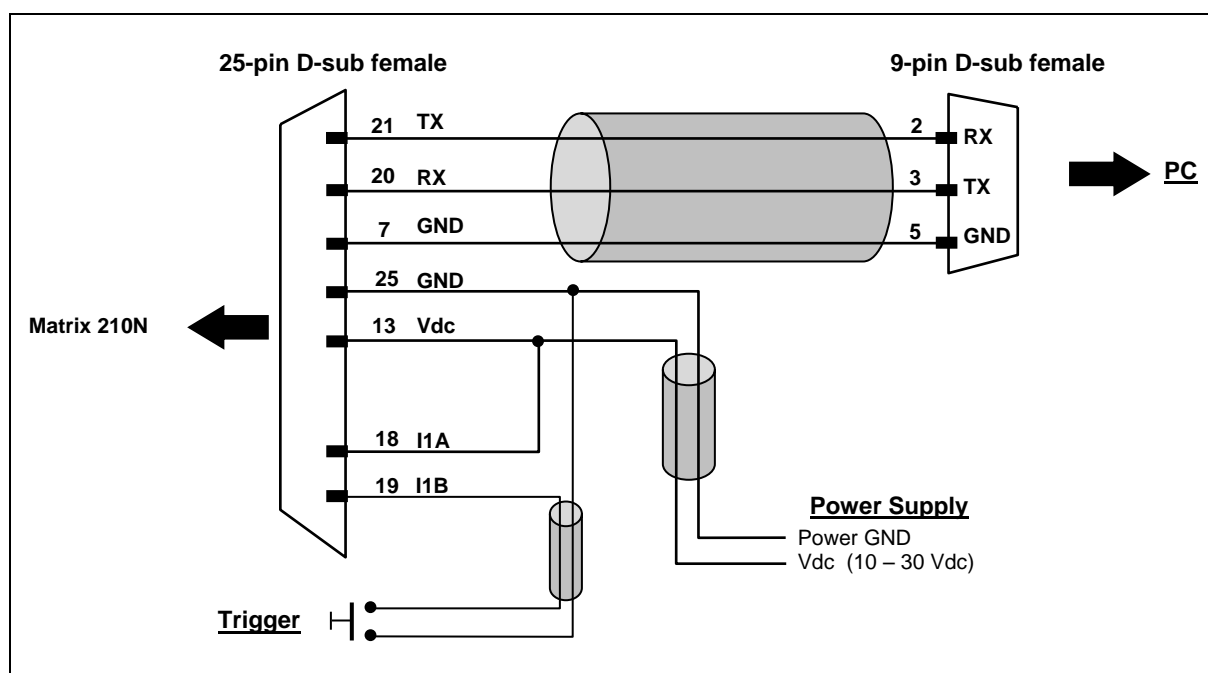 25-pin D-sub female
9-pin D-sub female
21 TX
2 RX
20 RX
3 TX
PC
7 GND
5 GND
25 GND
Matrix 210N
13 Vdc
18 I1A
19 I1B
Power Supply
Power GND
Vdc (10 – 30 Vdc)
Trigger